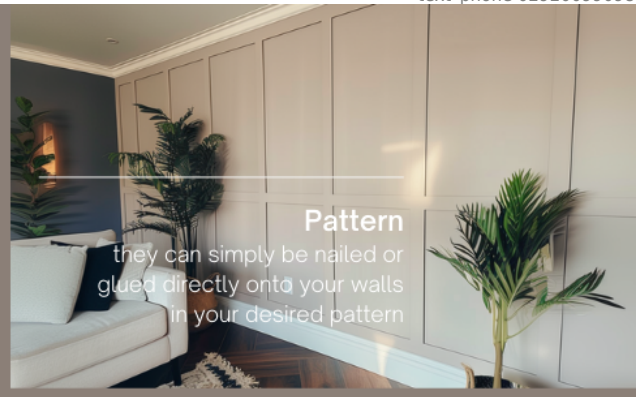 Pattern
they can simply be nailed or
glued directly onto your walls
in your desired pattern